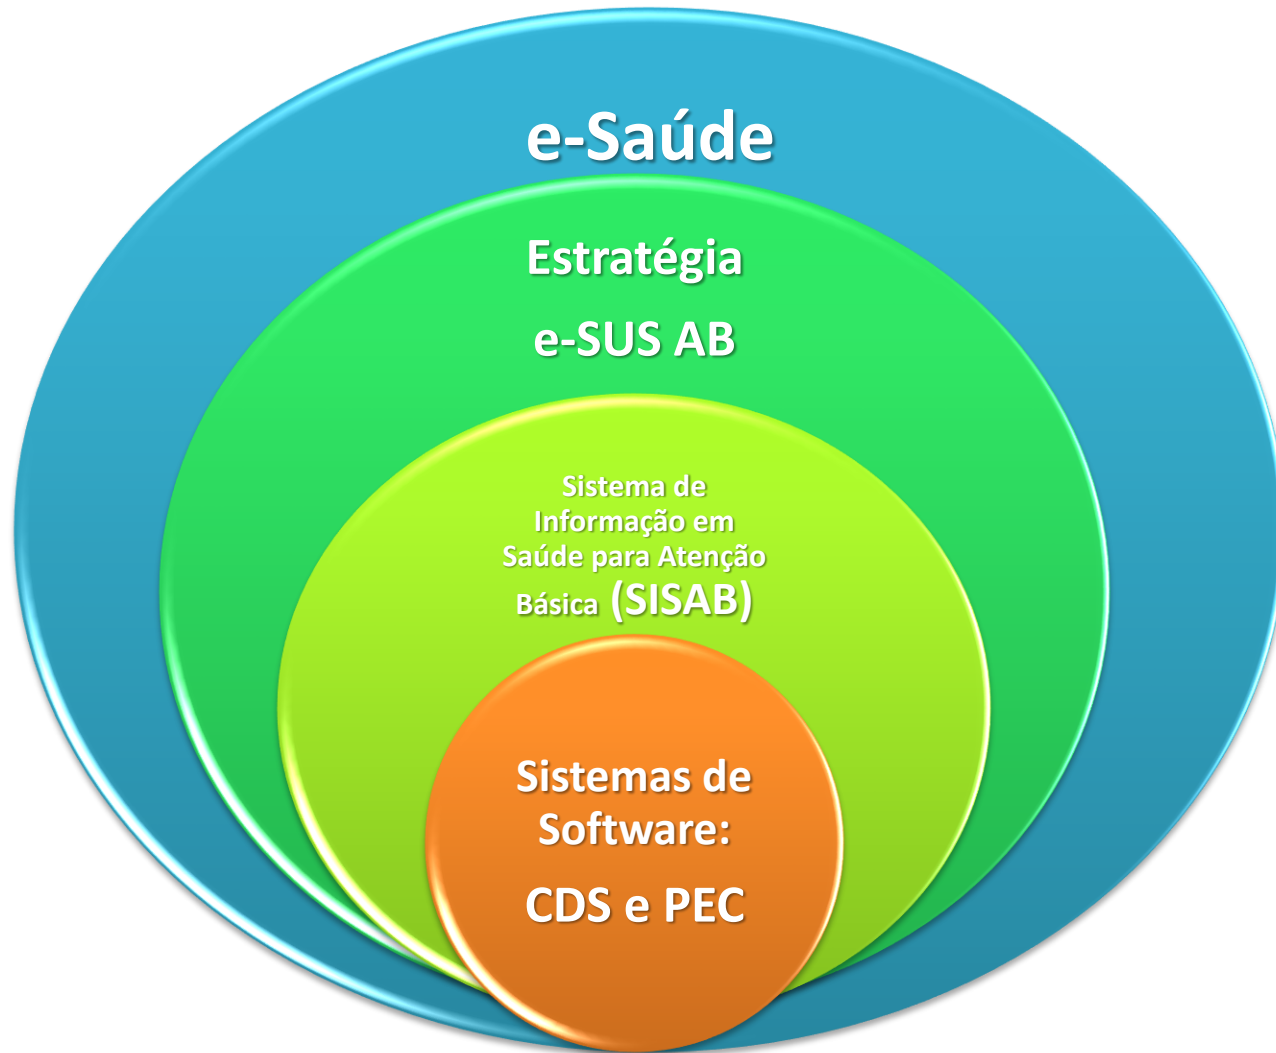 e-Saúde
Estratégia
e-SUS AB
Sistema de
Informação em
Saúde para Atenção
Básica (SISAB)
Sistemas de
Software:
CDS e PEC